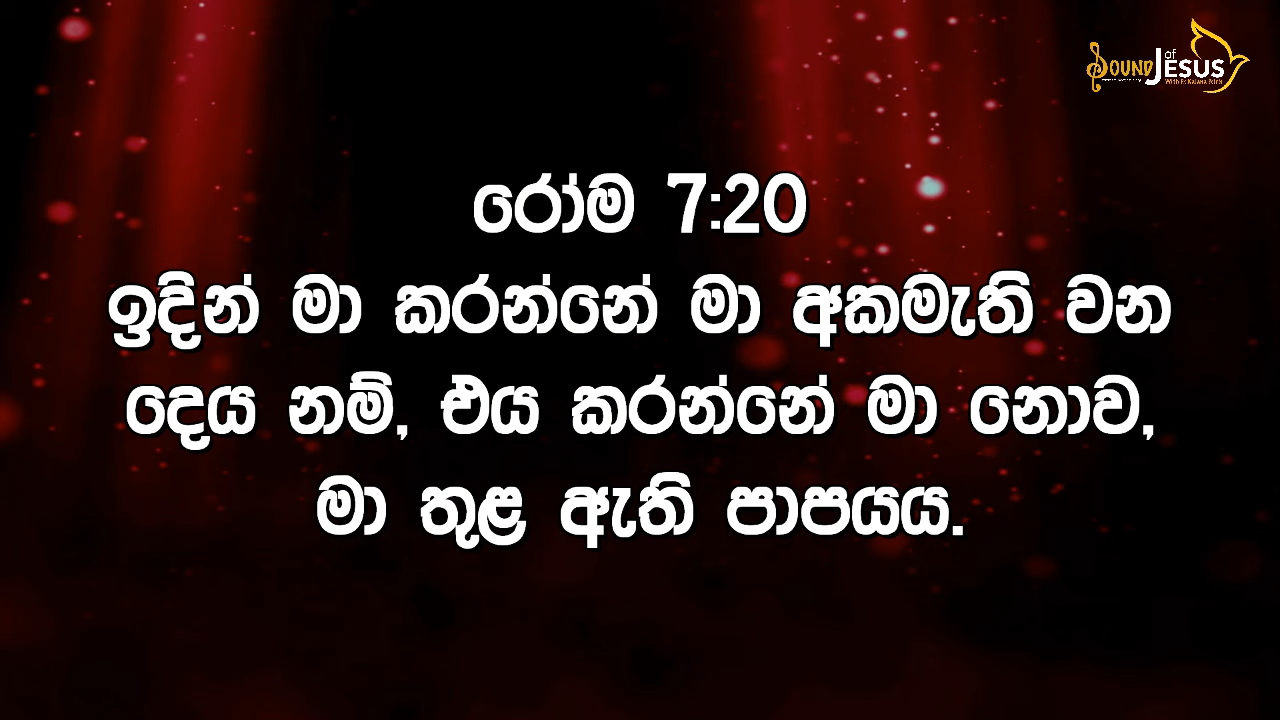 SOUND of JESUS
රෝම 7:20
ඉදින් මා කරන්නේ මා අකමැති වන
දෙය නම්, එය කරන්නේ මා නොව,
මා තුළ ඇති පාපයයි.